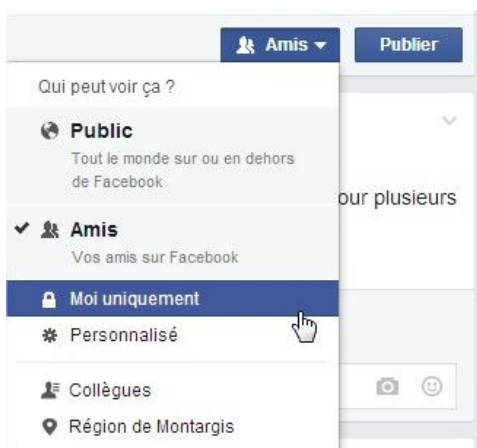 Amis Publier
Qui peut voir ça ?
Public
Tout le monde sur ou en dehors
de Facebook
our plusieurs
Amis
Vos amis sur Facebook
Moi uniquement
Personnalisé
Collègues
Région de Montargis